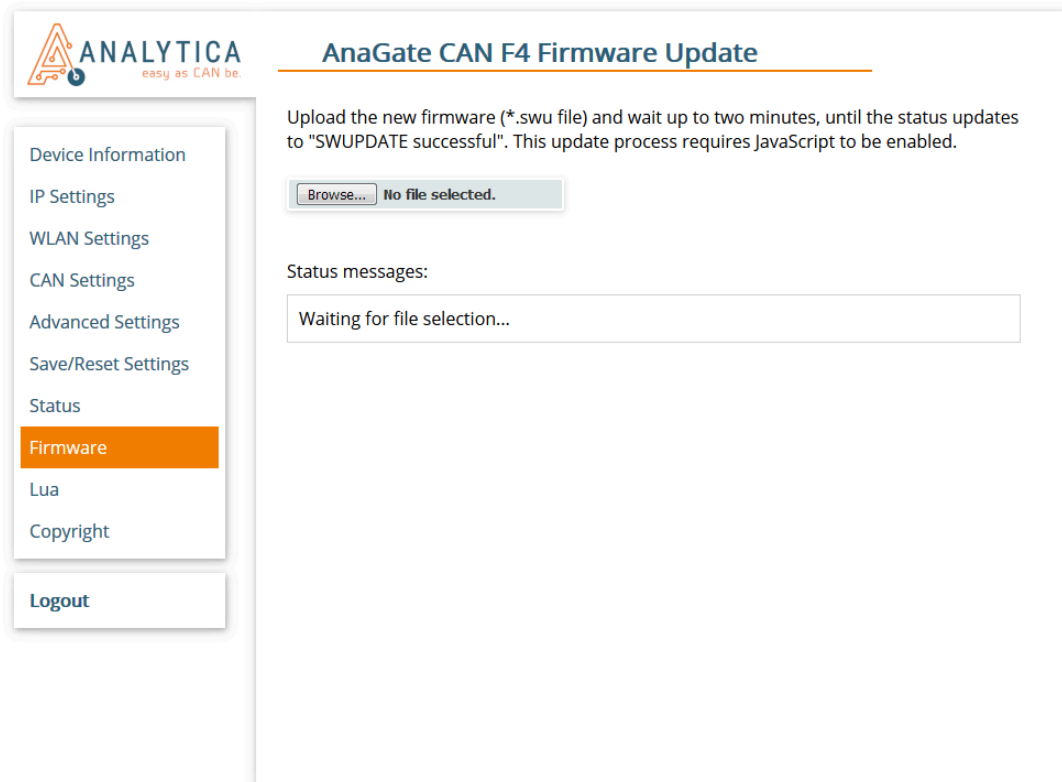 ANALYTICA
easy as CAN be.
AnaGate CAN F4 Firmware Update
Upload the new firmware (*.swu file) and wait up to two minutes, until the status updates
to "SWUPDATE successful". This update process requires JavaScript to be enabled.
Browse... No file selected.
Status messages:
Waiting for file selection...
Device Information
IP Settings
WLAN Settings
CAN Settings
Advanced Settings
Save/Reset Settings
Status
Firmware
Lua
Copyright
Logout